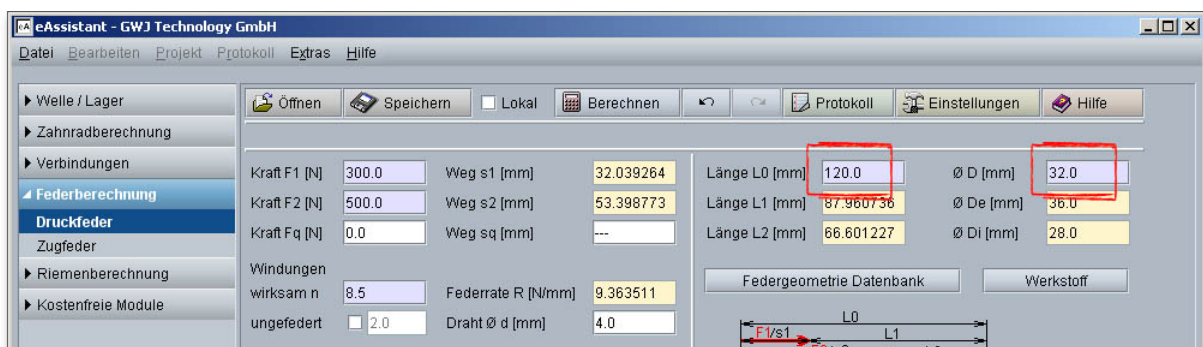 eA eAssistant - GWJ Technology GmbH
Datei Bearbeiten Projekt Protokoll Extras Hilfe
Welle / Lager
Zahnradberechnung
Verbindungen
Federberechnung
Druckfeder
Zugfeder
Riemenberechnung
Kostenfreie Module
Öffnen Speichern Lokal Berechnen Protokoll Einstellungen Hilfe
Kraft F1 [N] 300.0 Weg s1 [mm] 32.039264 Länge L0 [mm] 120.0 Ø D [mm] 32.0
Kraft F2 [N] 500.0 Weg s2 [mm] 53.398773 Länge L1 [mm] 87.960736 Ø De [mm] 36.0
Kraft Fq [N] 0.0 Weg sq [mm] --- Länge L2 [mm] 66.601227 Ø Di [mm] 28.0
Windungen
wirksam n 8.5 Federrate R [N/mm] 9.363511
ungefedert 2.0 Draht Ø d [mm] 4.0
Federgeometrie Datenbank Werkstoff
L0
F1/s1 L1